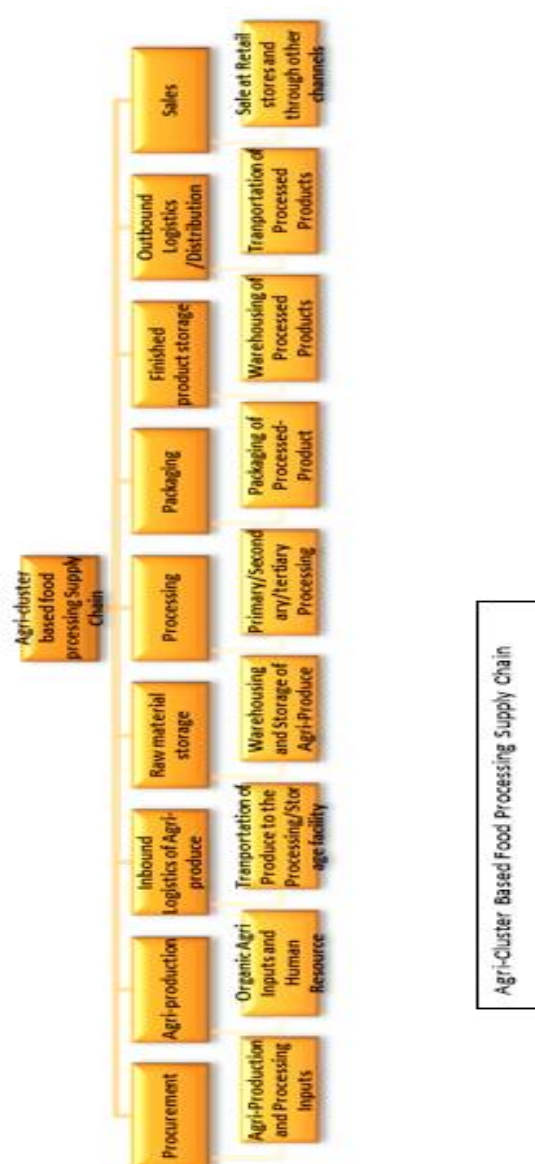 Agri-cluster
based food
prcessing Supply
Chain
Procurement
Agri-production
Inbound
Logistics of Agri-
produce
Raw material
storage
Processing
Packaging
Finished
product storage
Outbound
Logistics
/Distribution
Sales
Agri-Production
and Processing
Inputs
Organic Agri
Inputs and
Human
Resource
Tranportation of
Produce to the
Processing/Stor
age facility
Warehousing
and Storage of
Agri-Produce
Primary/Second
ary/tertiary
Processing
Packaging of
Processed-
Product
Warehousing of
Processed
Products
Tranportation of
Processed
Products
Sale at Retail
stores and
through other
channels
Agri-Cluster Based Food Processing Supply Chain